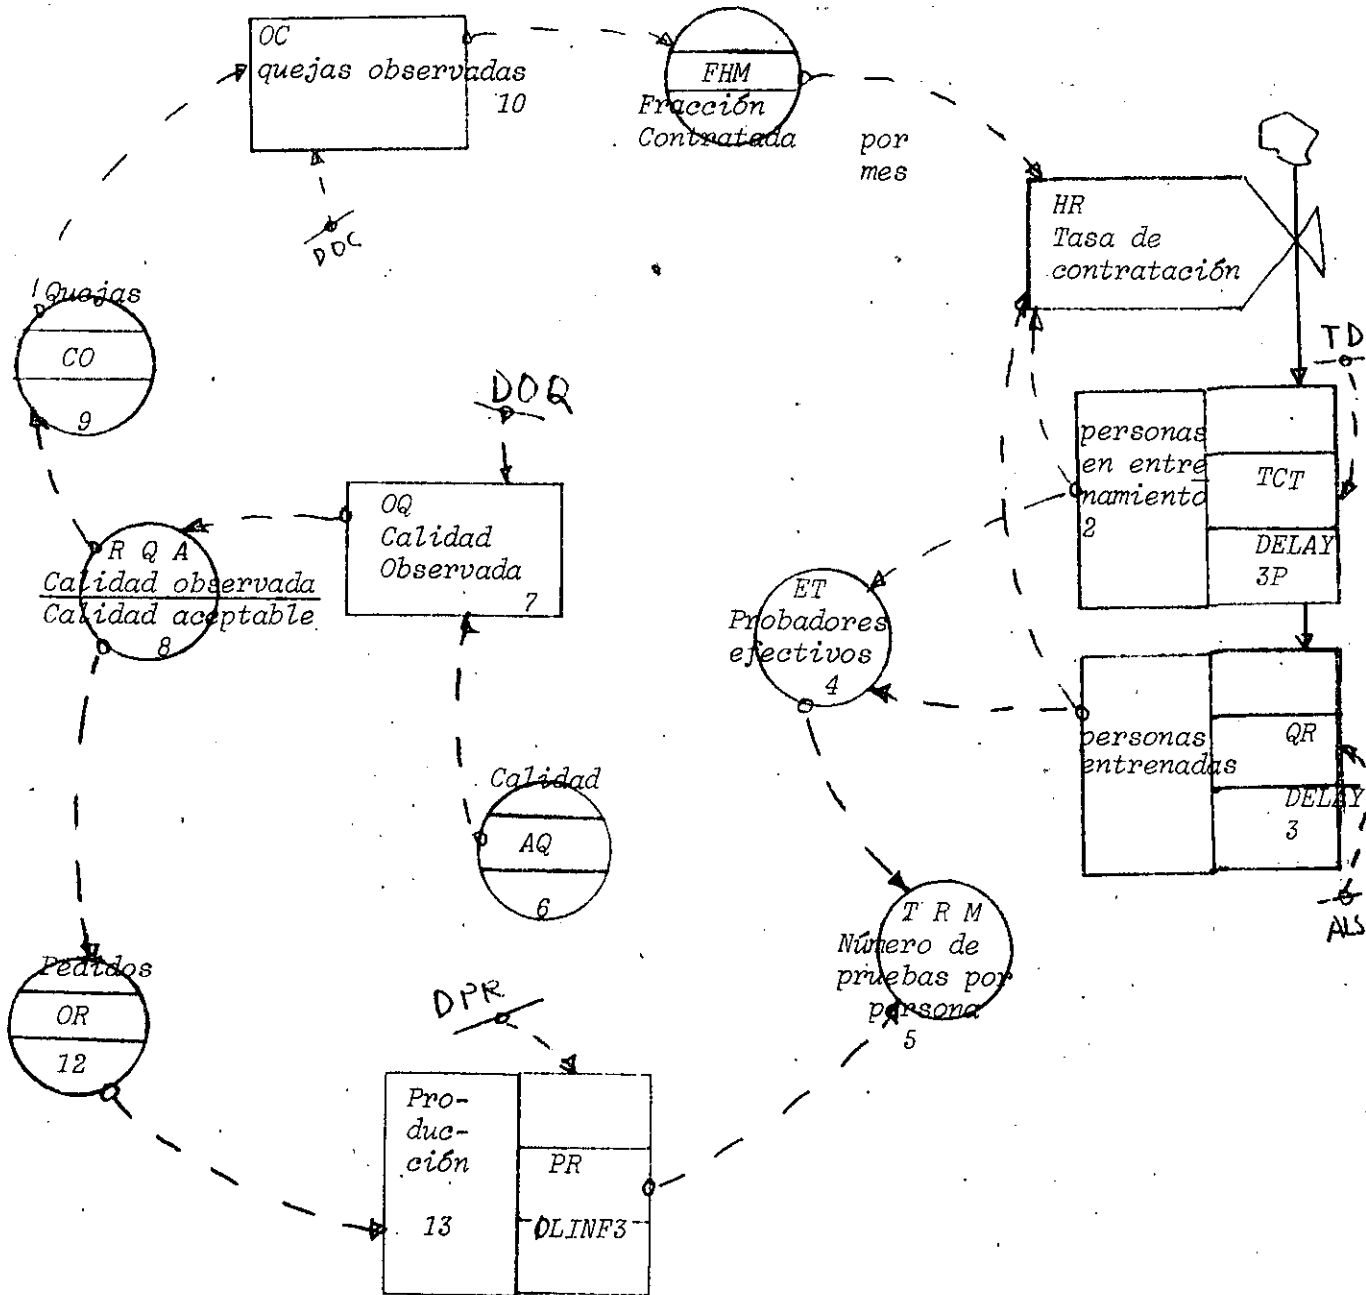 OC
quejas observadas
10
FHM
Fracción
Contratada
por
mes
HR
Tasa de
contratación
DOC
Quejas
CO
9
DOQ
TD
OQ
Calidad
Observada
7
R Q A
Calidad observada
Calidad aceptable
8
personas
en entre
namiento
2
TCT
DELAY
3P
ET
Probadores
efectivos
4
personas
entrenadas
QR
DELAY
3
ALS
Calidad
AQ
6
T R M
Número de
pruebas por
persona
5
Pedidos
OR
12
DPR
Pro-
duc-
ción
13
PR
DLINF3